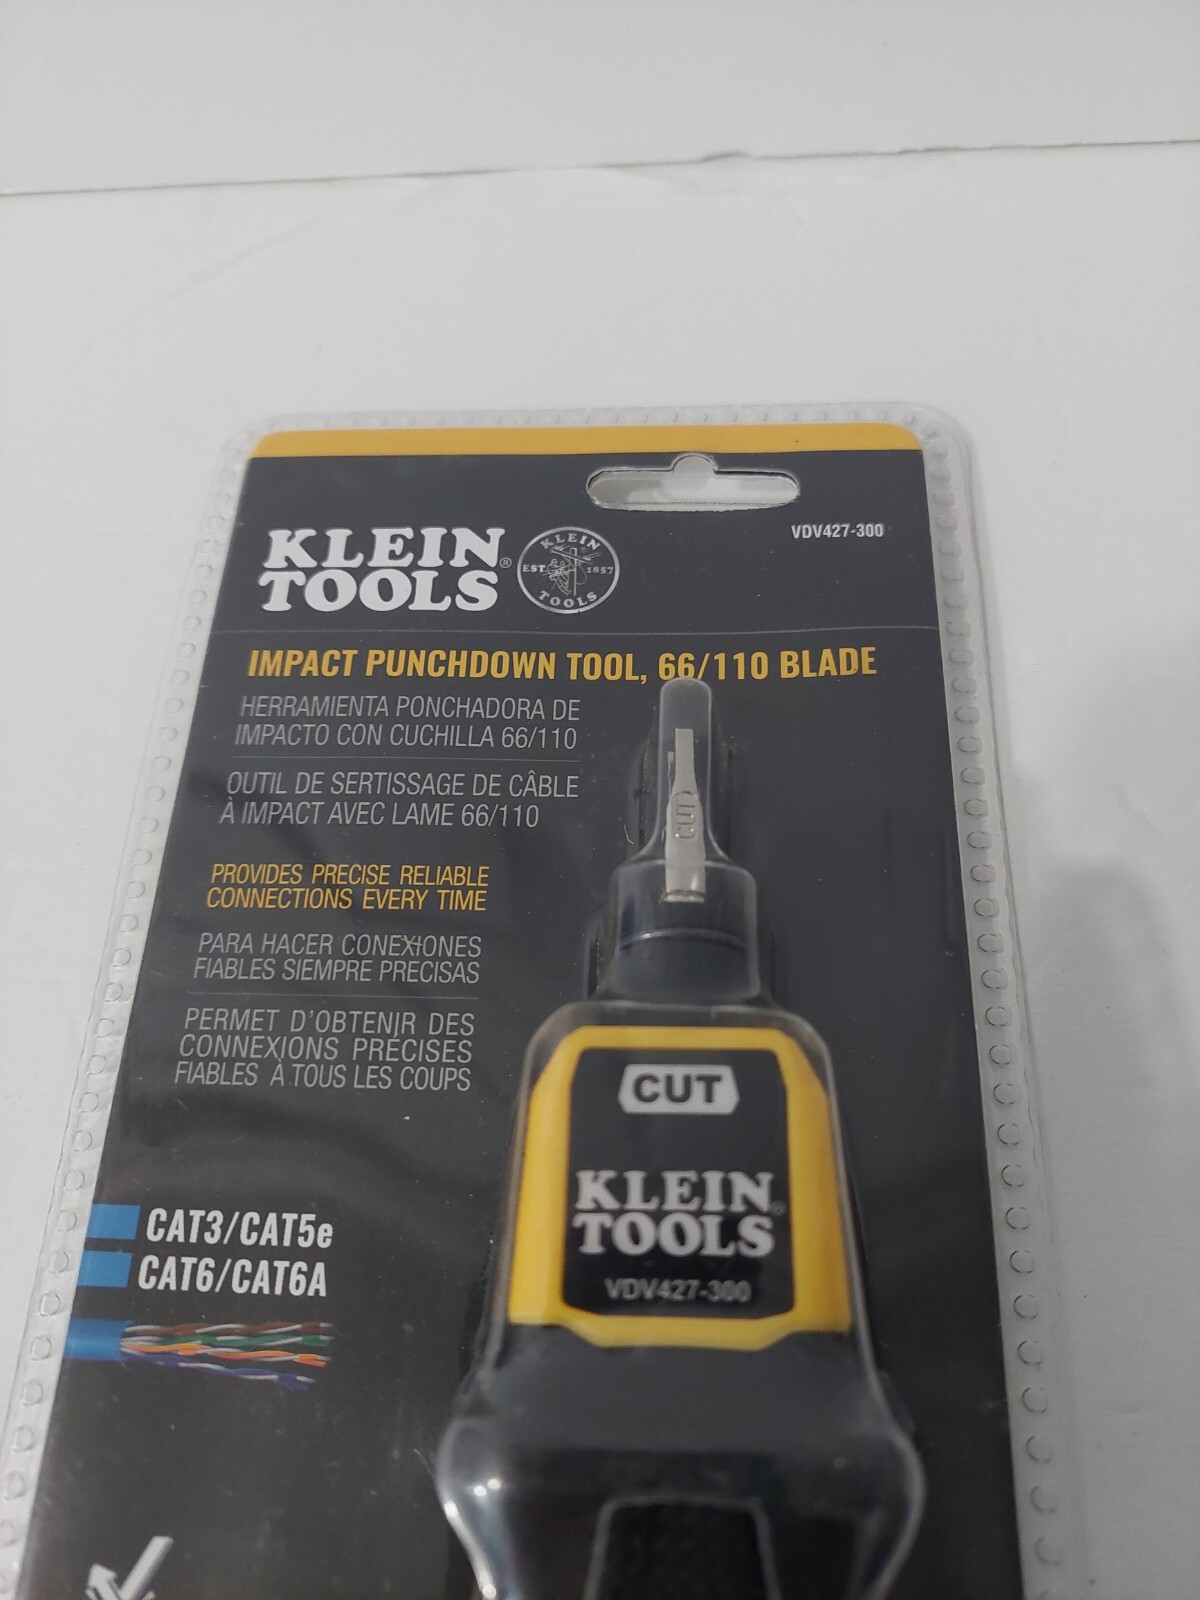 KLEIN
TOOLS®
KLEIN
EST. 1857
TOOLS
VDV427-300
IMPACT PUNCHDOWN TOOL, 66/110 BLADE
HERRAMIENTA PONCHADORA DE
IMPACTO CON CUCHILLA 66/110
OUTIL DE SERTISSAGE DE CÂBLE
À IMPACT AVEC LAME 66/110
PROVIDES PRECISE RELIABLE
CONNECTIONS EVERY TIME
PARA HACER CONEXIONES
FIABLES SIEMPRE PRECISAS
PERMET D'OBTENIR DES
CONNEXIONS PRÉCISES
FIABLES À TOUS LES COUPS
CAT3/CAT5e
CAT6/CAT6A
CUT
CUT
KLEIN
TOOLS®
VDV427-300